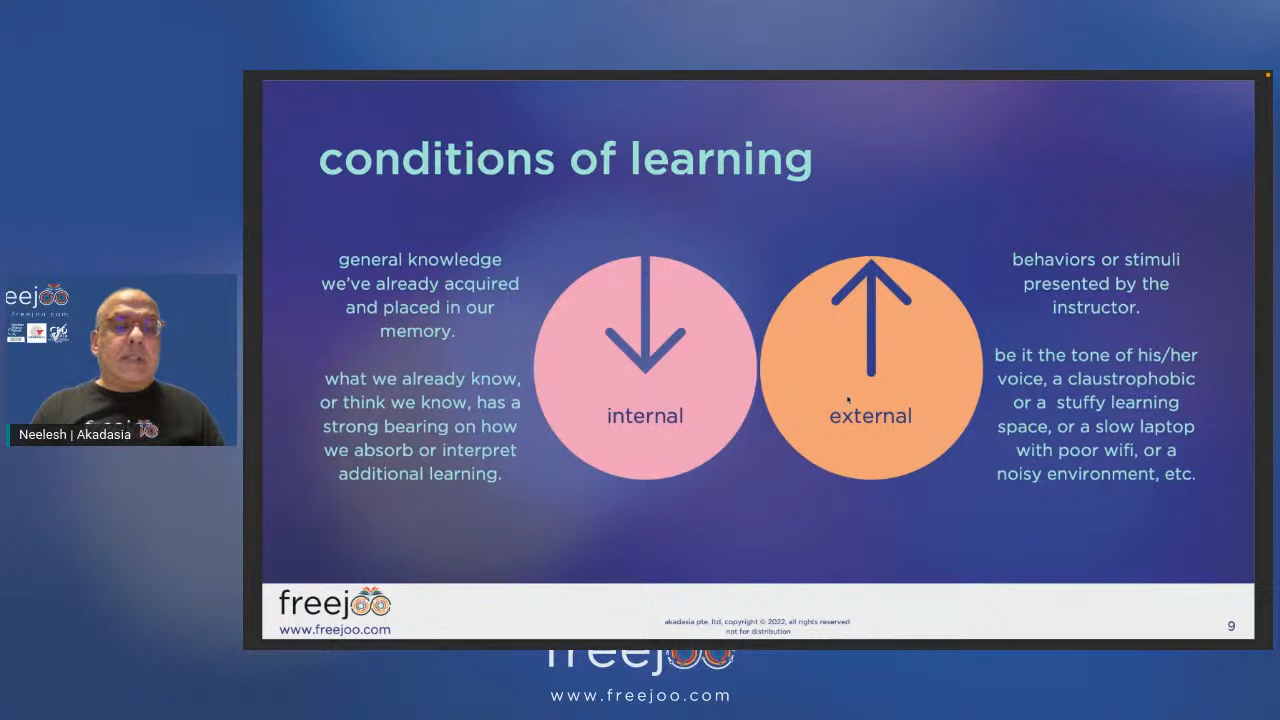 conditions of learning
general knowledge
we've already acquired
and placed in our
memory.
what we already know,
or think we know, has a
strong bearing on how
we absorb or interpret
additional learning.
internal
external
behaviors or stimuli
presented by the
instructor.
be it the tone of his/her
voice, a claustrophobic
or a stuffy learning
space, or a slow laptop
with poor wifi, or a
noisy environment, etc.
eejoo
-freejoo.com
Neelesh | Akadasia
freejoo
www.freejoo.com
akadasia pte. ltd, copyright © 2022, all rights reserved
not for distribution
9
freejoo
www.freejoo.com